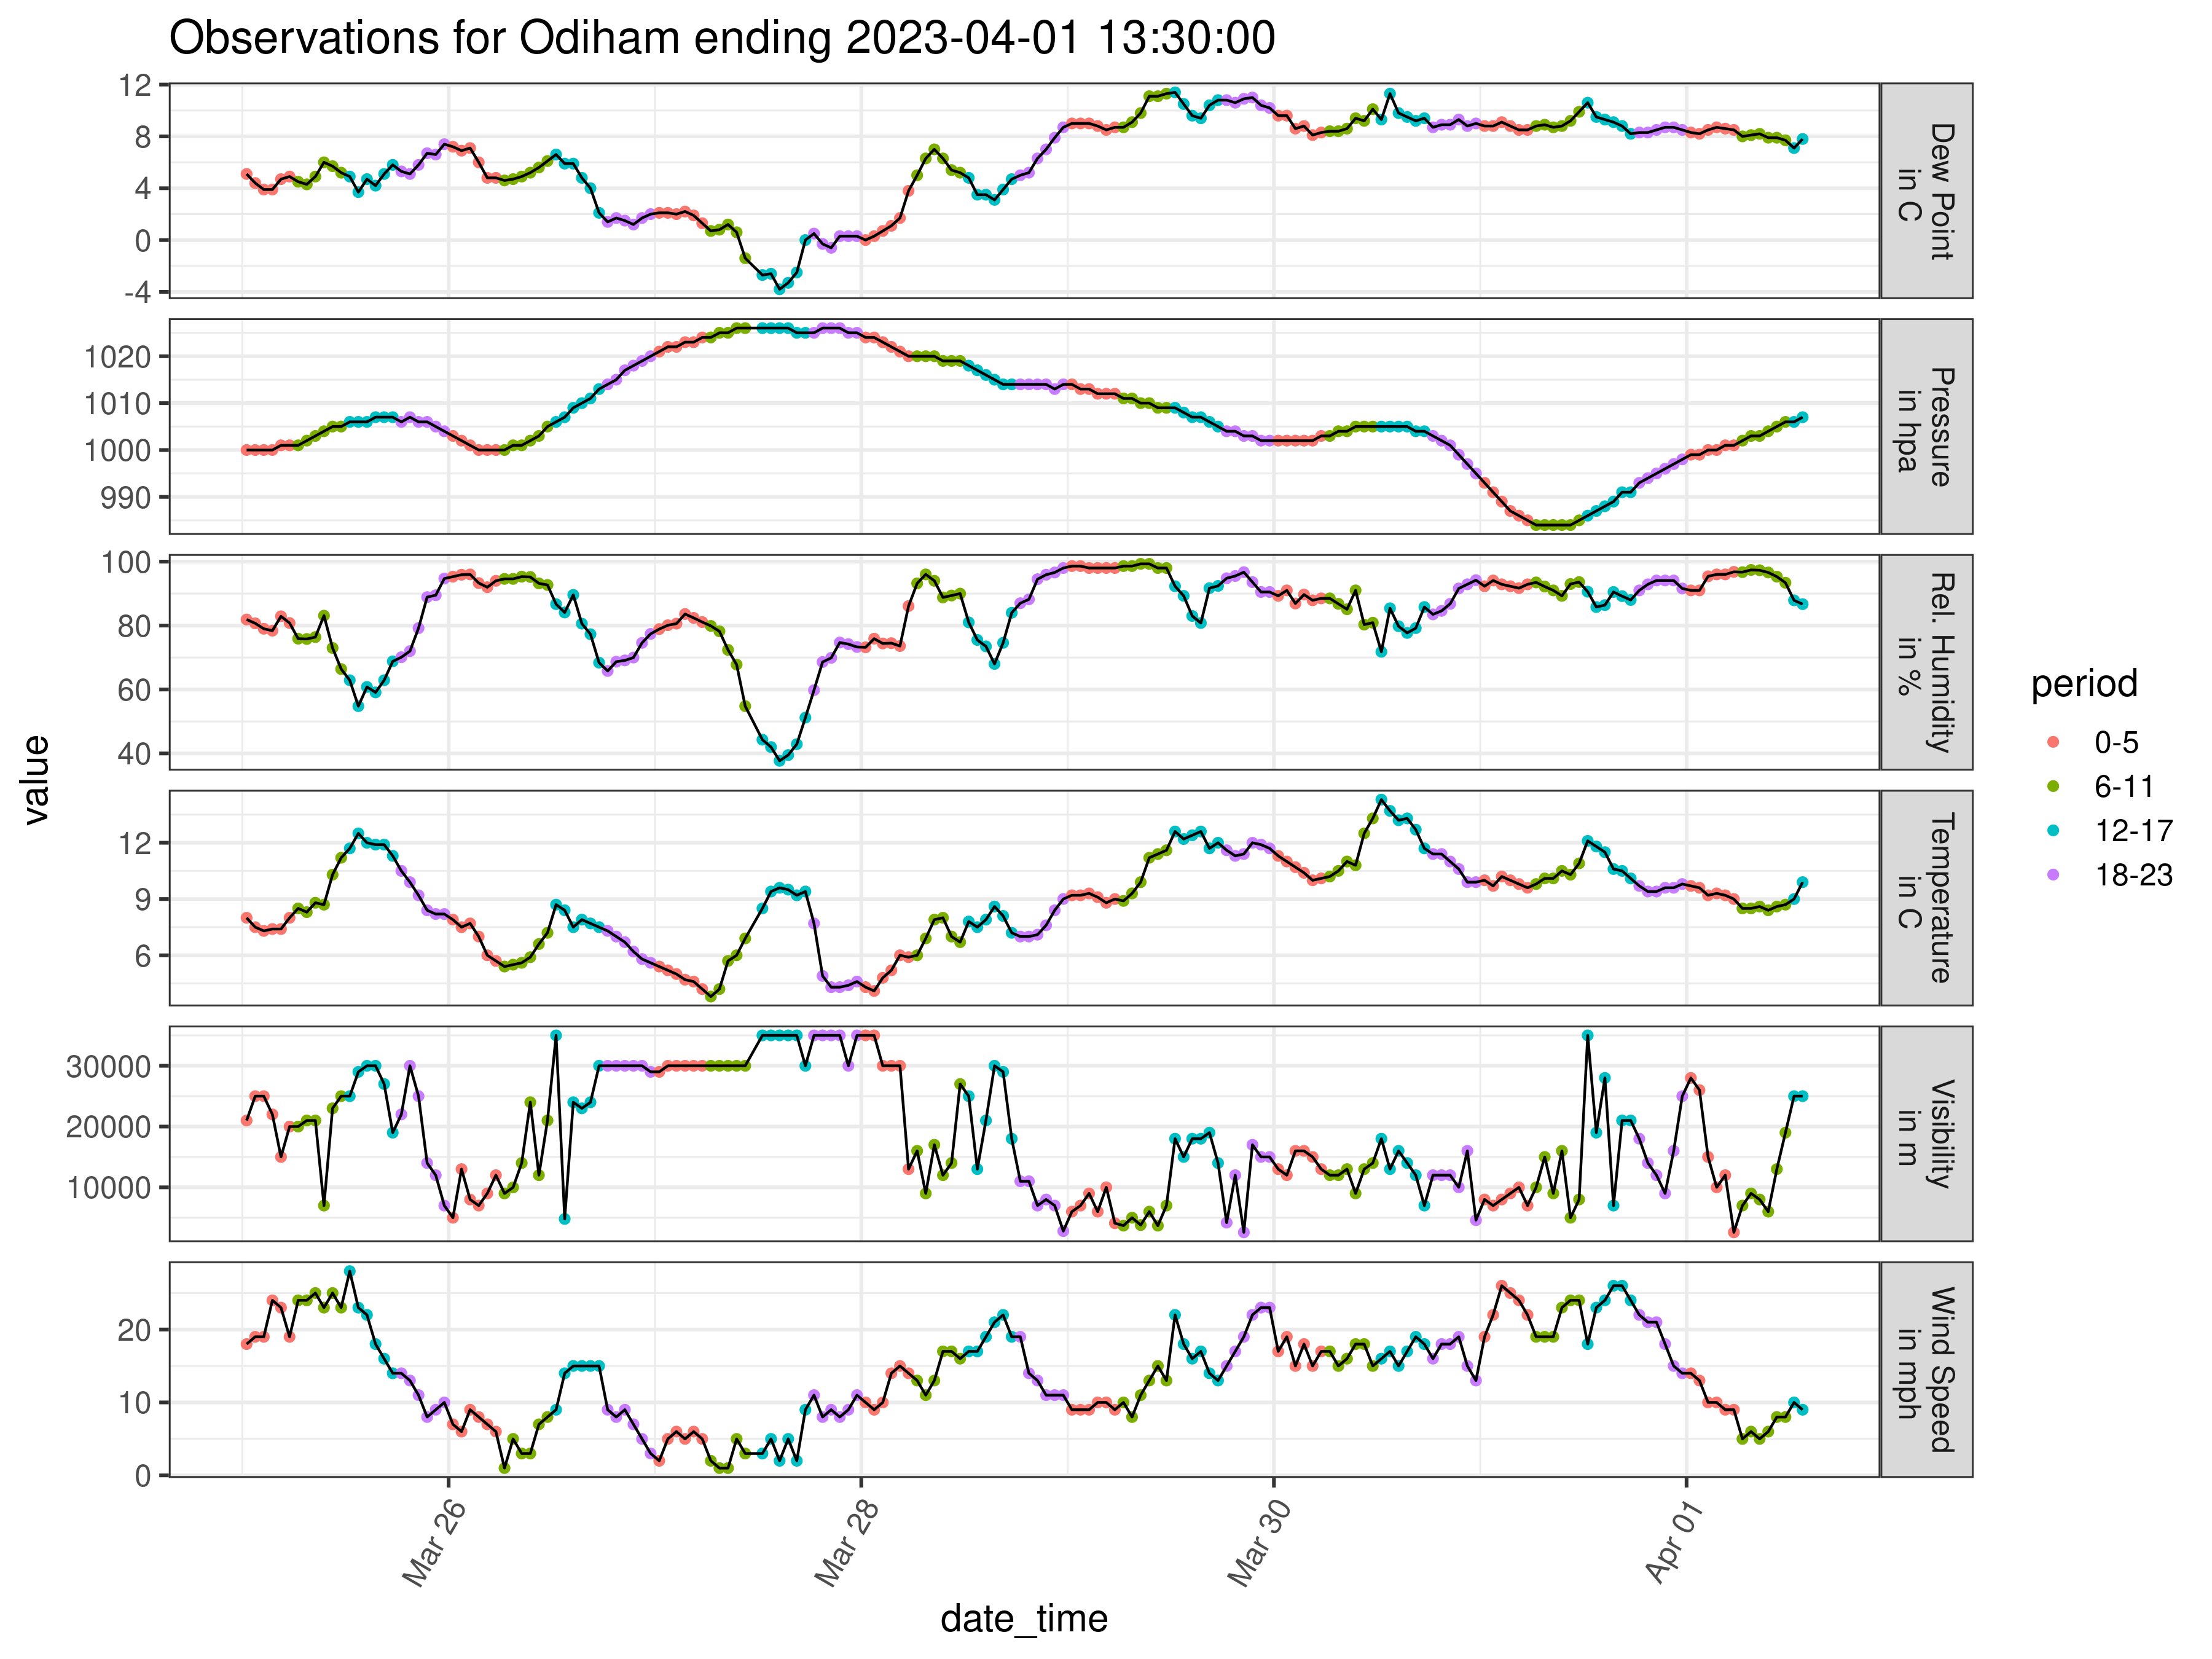 Observations for Odiham ending 2023-04-01 13:30:00
12
8
4
0
-4
Dew Point
in C
1020
1010
1000
990
Pressure
in hpa
100
80
60
40
Rel. Humidity
in %
12
9
6
Temperature
in C
30000
20000
10000
Visibility
in m
20
10
0
Wind Speed
in mph
value
Mar 26
Mar 28
Mar 30
Apr 01
date_time
period
0-5
6-11
12-17
18-23